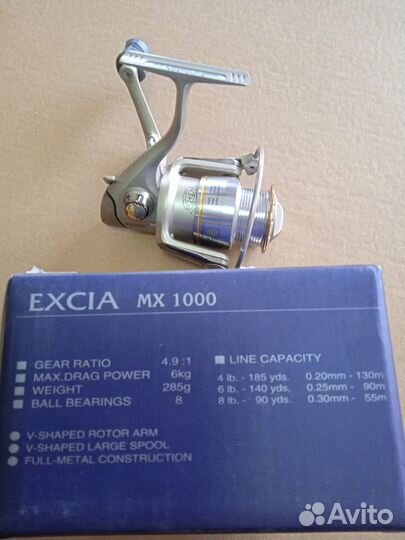 EXCIA MX 1000
GEAR RATIO 4.9 :1
MAX.DRAG POWER 6kg
WEIGHT 285g
BALL BEARINGS 8
V-SHAPED ROTOR ARM
V-SHAPED LARGE SPOOL
FULL-METAL CONSTRUCTION
LINE CAPACITY
4 lb. - 185 yds. 0.20mm - 130m
6 lb. - 140 yds, 0.25mm - 90m
8 lb. - 90 yds. 0.30mm - 55m
Avito